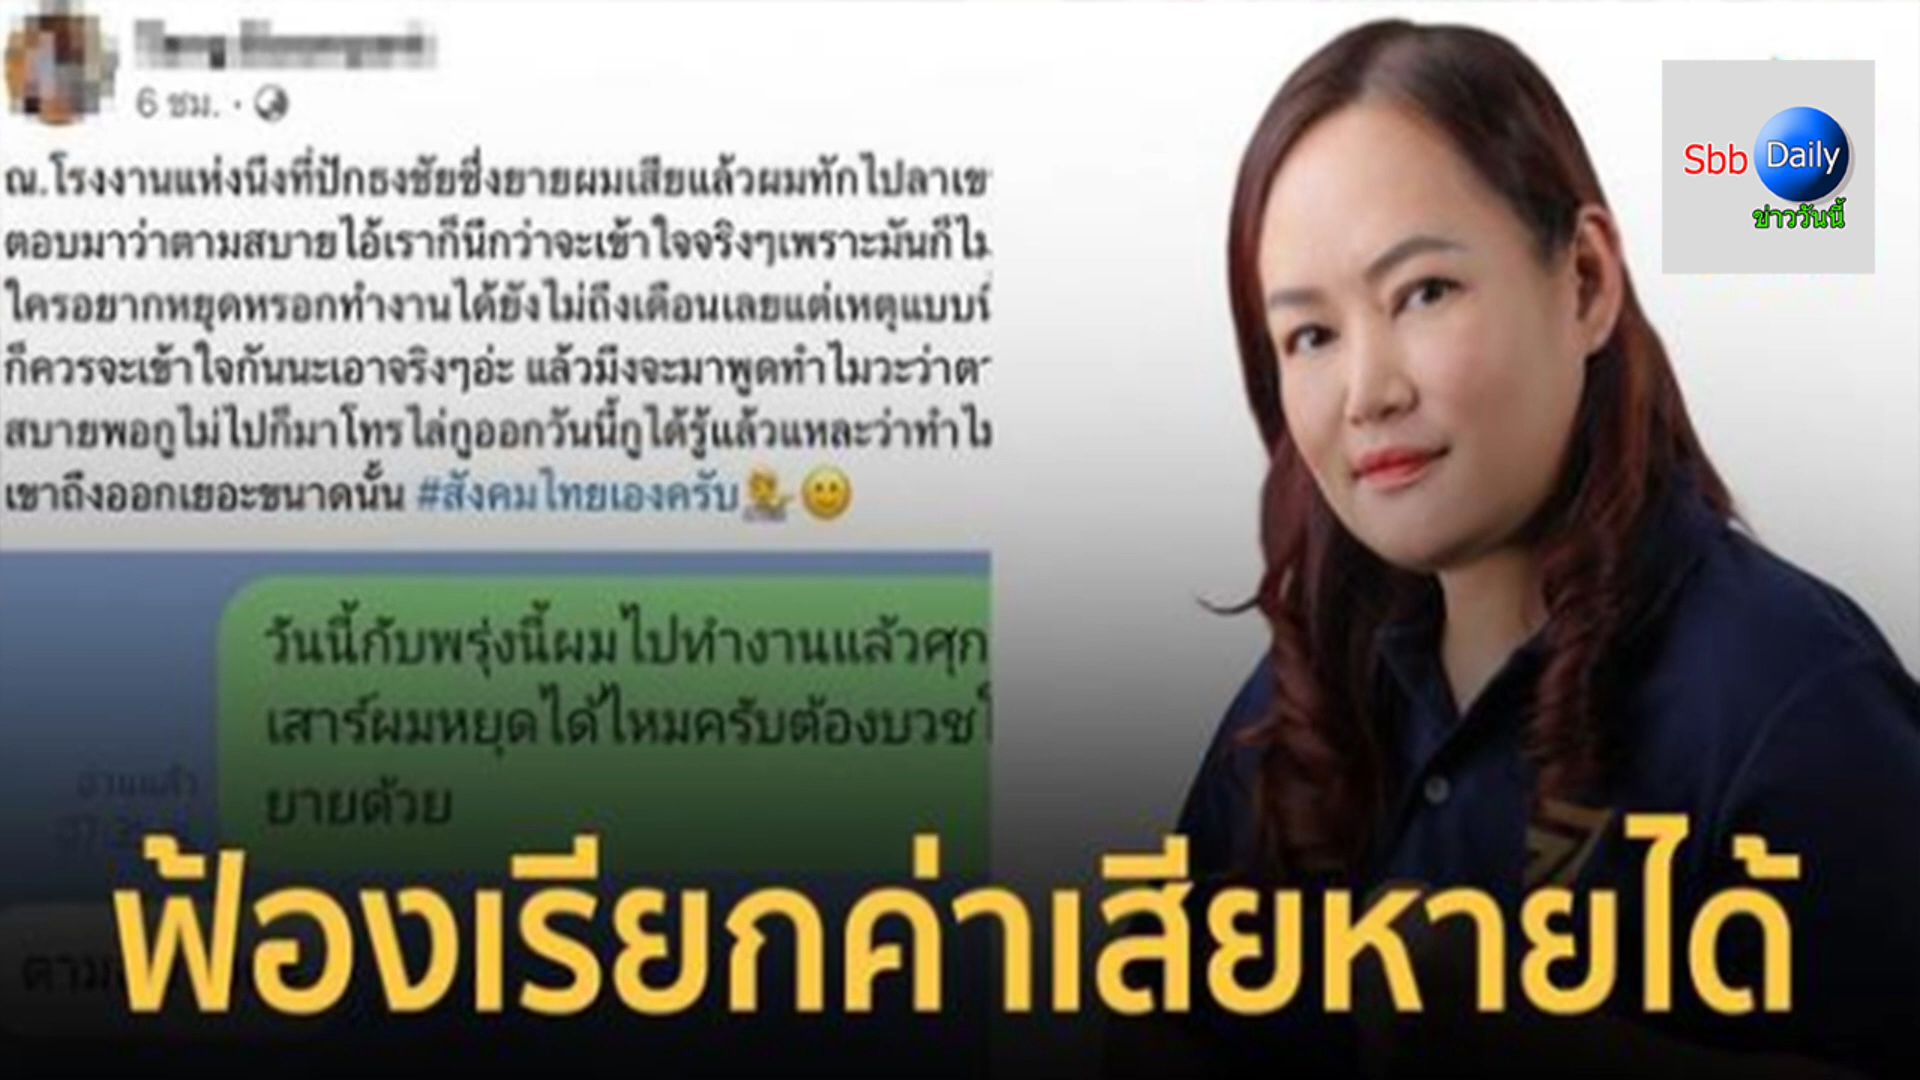 6 ชม.
ณ.โรงงานแห่งนึงที่ปักธงชัยซึ่งยายผมเสียแล้วผมทักไปลาเข
ตอบมาว่าตามสบายไอ้เราก็นึกว่าจะเข้าใจจริงๆเพราะมันก็ไม
ใครอยากหยุดหรอกทำงานได้ยังไม่ถึงเดือนเลยแต่เหตุแบบนี้
ก็ควรจะเข้าใจกันนะเอาจริงๆอ่ะ แล้วมึงจะมาพูดทำไมวะว่าตา
สบายพอกูไม่ไปก็มาโทรไล่กูออกวันนี้กูได้รู้แล้วแหละว่าทำไม
เขาถึงออกเยอะขนาดนั้น #สังคมไทยเองครับ
วันนี้กับพรุ่งนี้ผมไปทำงานแล้วศุก
เสาร์ผมหยุดได้ไหมครับต้องบวชใ
ยายด้วย
อ่านแล้ว
ฟ้องเรียกค่าเสียหายได้
Sbb Daily
ข่าววันนี้